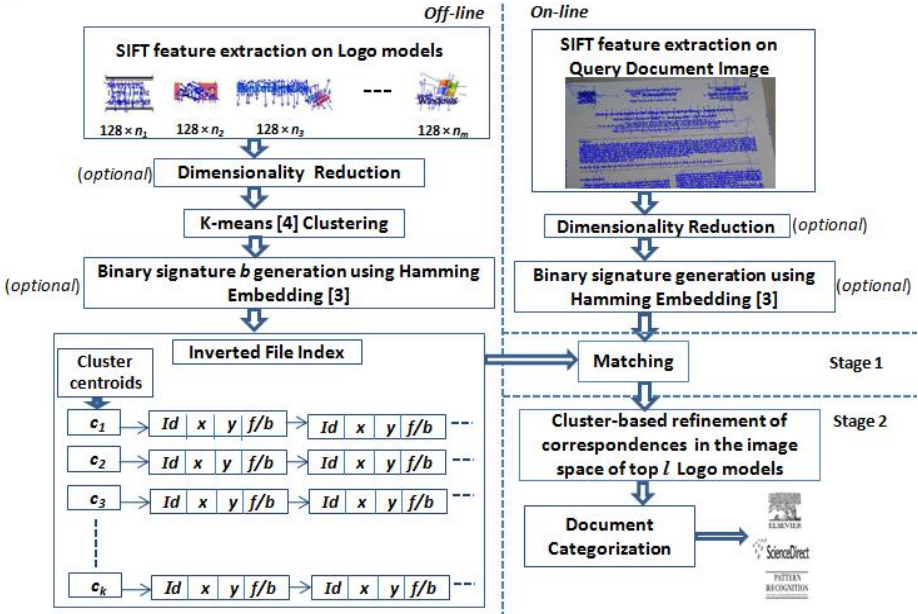 Off-line
SIFT feature extraction on Logo models
Windows
128 × n1
128 × n2
128 × n3
128 × nm
(optional)
Dimensionality Reduction
K-means [4] Clustering
(optional)
Binary signature b generation using Hamming
Embedding [3]
Inverted File Index
Cluster
centroids
c1 Id x y f/b Id x y f/b
c2 Id x y f/b Id x y f/b
c3 Id x y f/b Id x y f/b
ck Id x y f/b Id x y f/b
On-line
SIFT feature extraction on
Query Document Image
Dimensionality Reduction
(optional)
Binary signature generation using
Hamming Embedding [3]
(optional)
Matching
Stage 1
Stage 2
Cluster-based refinement of
correspondences in the image
space of top l Logo models
Document
Categorization
ELSEVIER
ScienceDirect
PATTERN
RECOGNITION